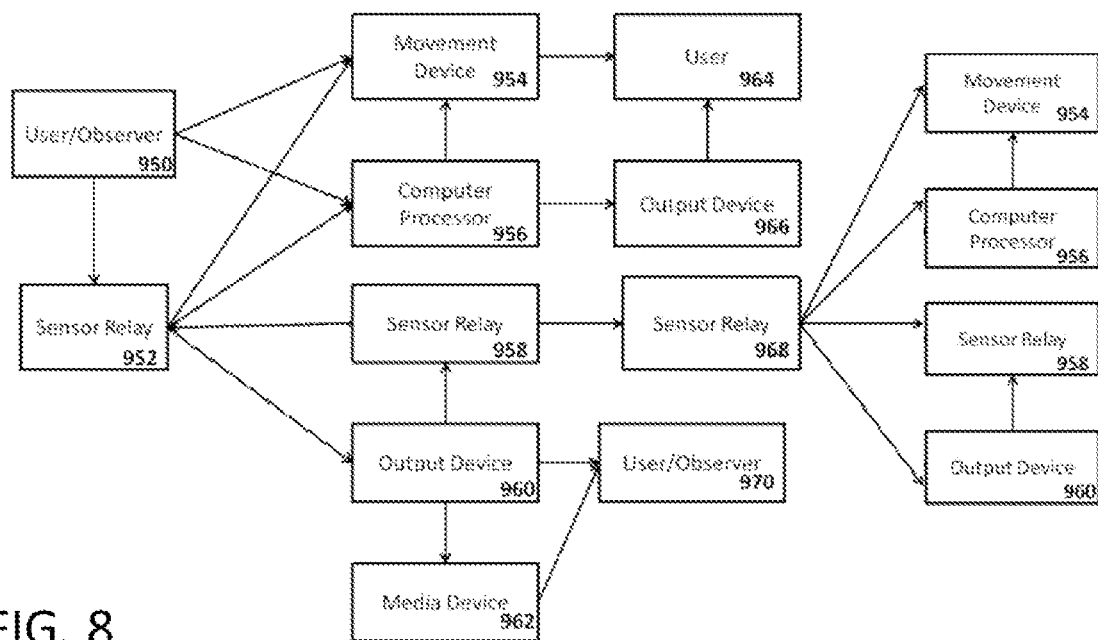 Movement
Device
954
User
964
Movement
Device
954
User/Observer
950
Computer
Processor
956
Output Device
966
Computer
Processor
956
Sensor Relay
952
Sensor Relay
958
Sensor Relay
968
Sensor Relay
958
Output Device
960
User/Observer
970
Output Device
960
Media Device
962
FIG. 8